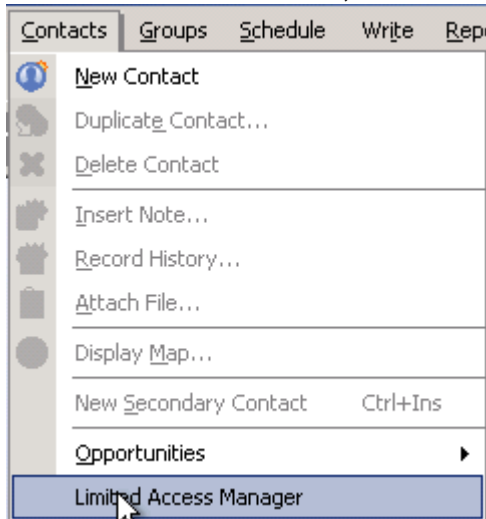 Contacts Groups Schedule Write Rep
New Contact
Duplicate Contact...
Delete Contact
Insert Note...
Record History...
Attach File...
Display Map...
New Secondary Contact Ctrl+Ins
Opportunities
Limited Access Manager